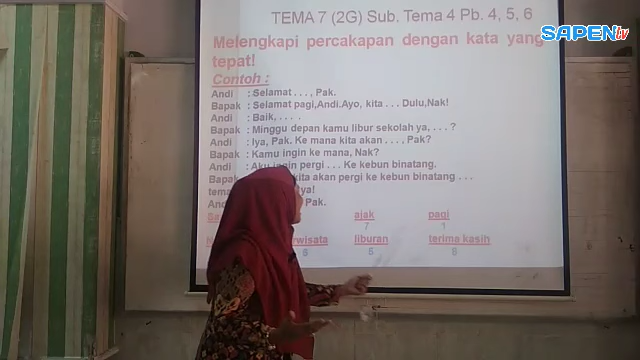 SAPEN tv
TEMA 7 (2G) Sub. Tema 4 Pb. 4, 5, 6
Melengkapi percakapan dengan kata yang
tepat!
Contoh :
Andi : Selamat . . . , Pak.
Bapak : Selamat pagi,Andi.Ayo, kita . . . Dulu,Nak!
Andi : Baik, . . . .
Bapak : Minggu depan kamu libur sekolah ya, . . . ?
Andi : Iya, Pak. Ke mana kita akan . . . , Pak?
Bapak : Kamu ingin ke mana, Nak?
Andi : Aku ingin pergi . . . Ke kebun binatang,
Bapak kita akan pergi ke kebun binatang . . .
Pak.
ajak pagi
7 1
liburan terima kasih
5 8